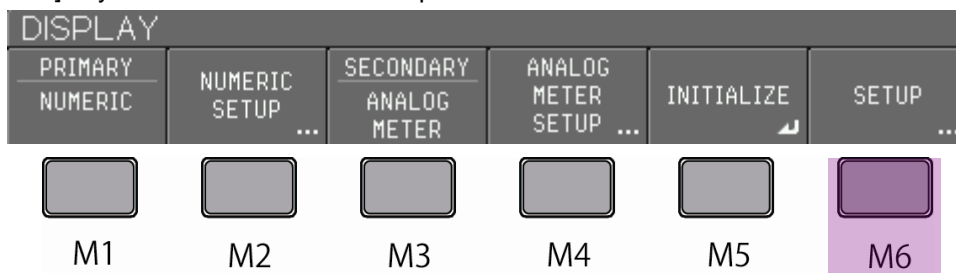 DISPLAY
PRIMARY
NUMERIC
NUMERIC
SETUP ...
SECONDARY
ANALOG
METER
ANALOG
METER
SETUP ...
INITIALIZE
SETUP
...
M1 M2 M3 M4 M5 M6